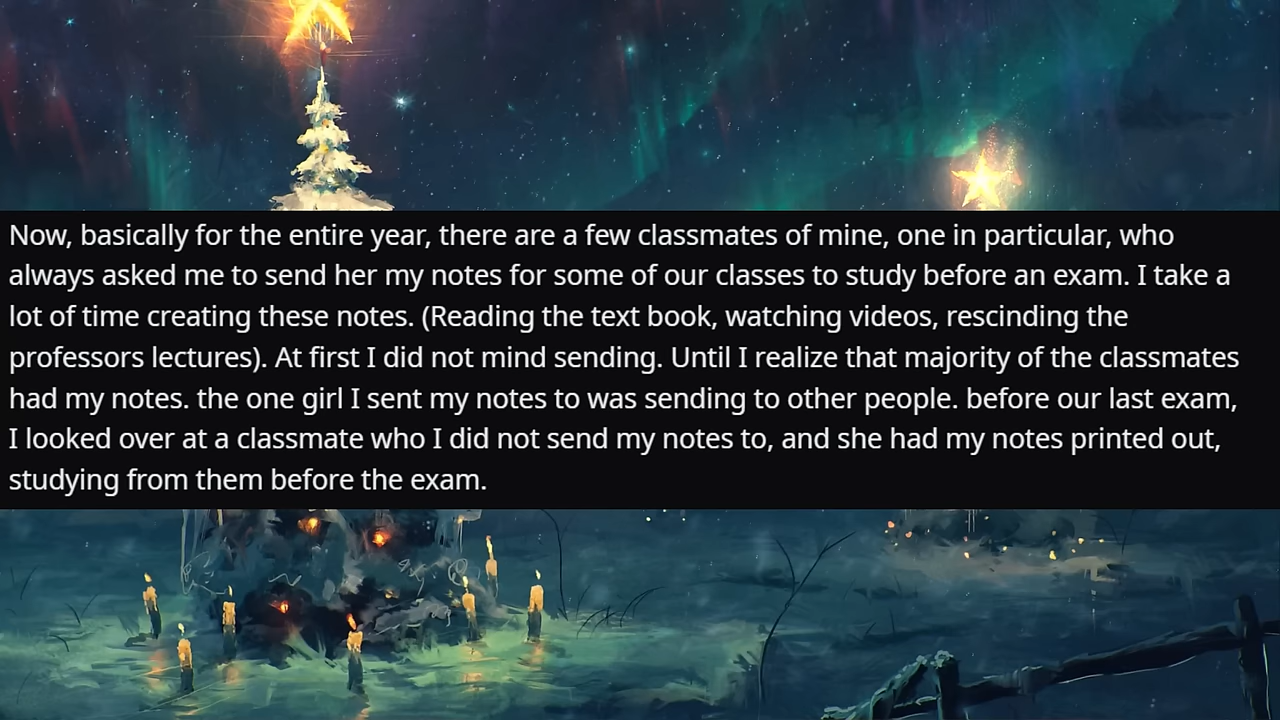 Now, basically for the entire year, there are a few classmates of mine, one in particular, who
always asked me to send her my notes for some of our classes to study before an exam. I take a
lot of time creating these notes. (Reading the text book, watching videos, rescinding the
professors lectures). At first I did not mind sending. Until I realize that majority of the classmates
had my notes. the one girl I sent my notes to was sending to other people. before our last exam,
I looked over at a classmate who I did not send my notes to, and she had my notes printed out,
studying from them before the exam.